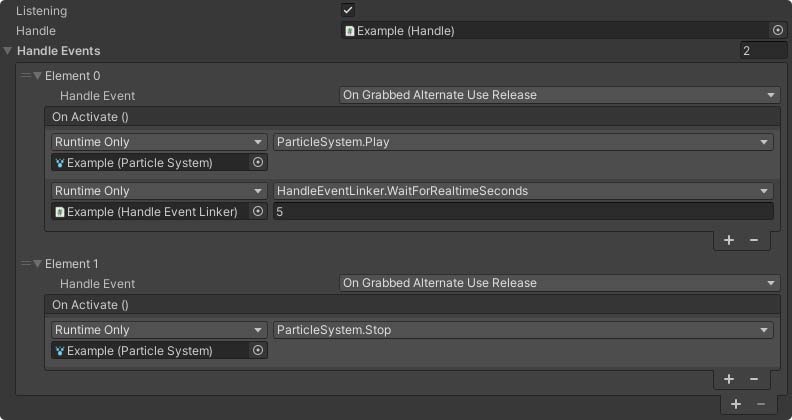 Listening
Handle Example (Handle)
Handle Events 2
Element 0
Handle Event On Grabbed Alternate Use Release
On Activate ()
Runtime Only ParticleSystem.Play
Example (Particle System)
Runtime Only HandleEventLinker.WaitForRealtimeSeconds
Example (Handle Event Linker) 5
Element 1
Handle Event On Grabbed Alternate Use Release
On Activate ()
Runtime Only ParticleSystem.Stop
Example (Particle System)